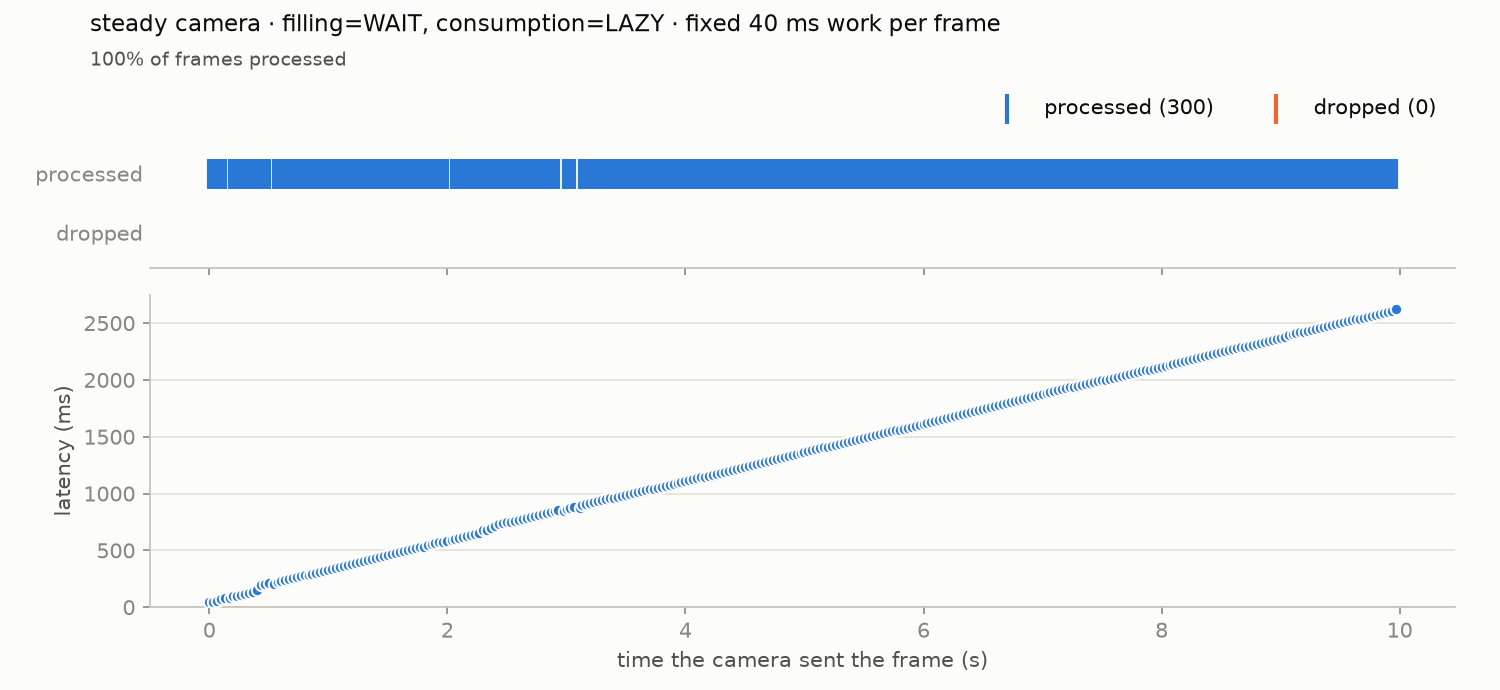 steady camera · filling=WAIT, consumption=LAZY · fixed 40 ms work per frame
100% of frames processed
processed (300) dropped (0)
processed
dropped
2500
2000
1500
1000
500
0
latency (ms)
0 2 4 6 8 10
time the camera sent the frame (s)